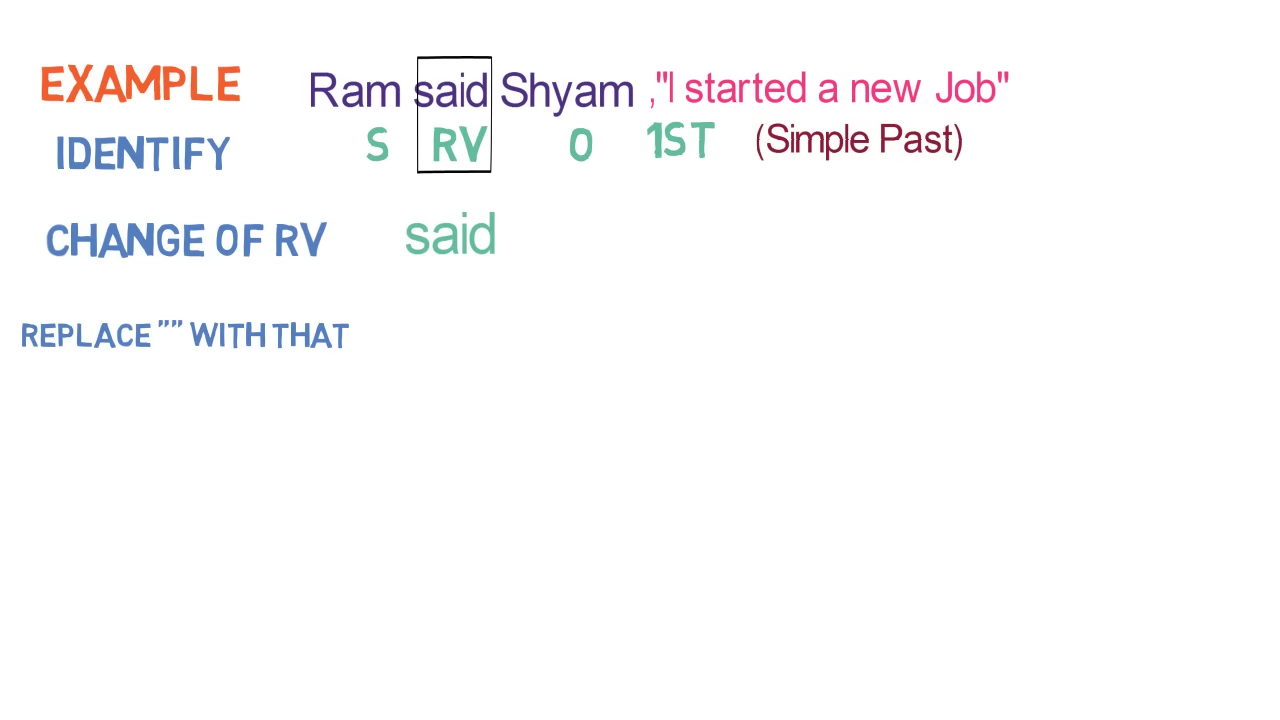 EXAMPLE Ram said Shyam ,"I started a new Job"
IDENTIFY S RV O 1ST (Simple Past)
CHANGE OF RV said
REPLACE "" WITH THAT